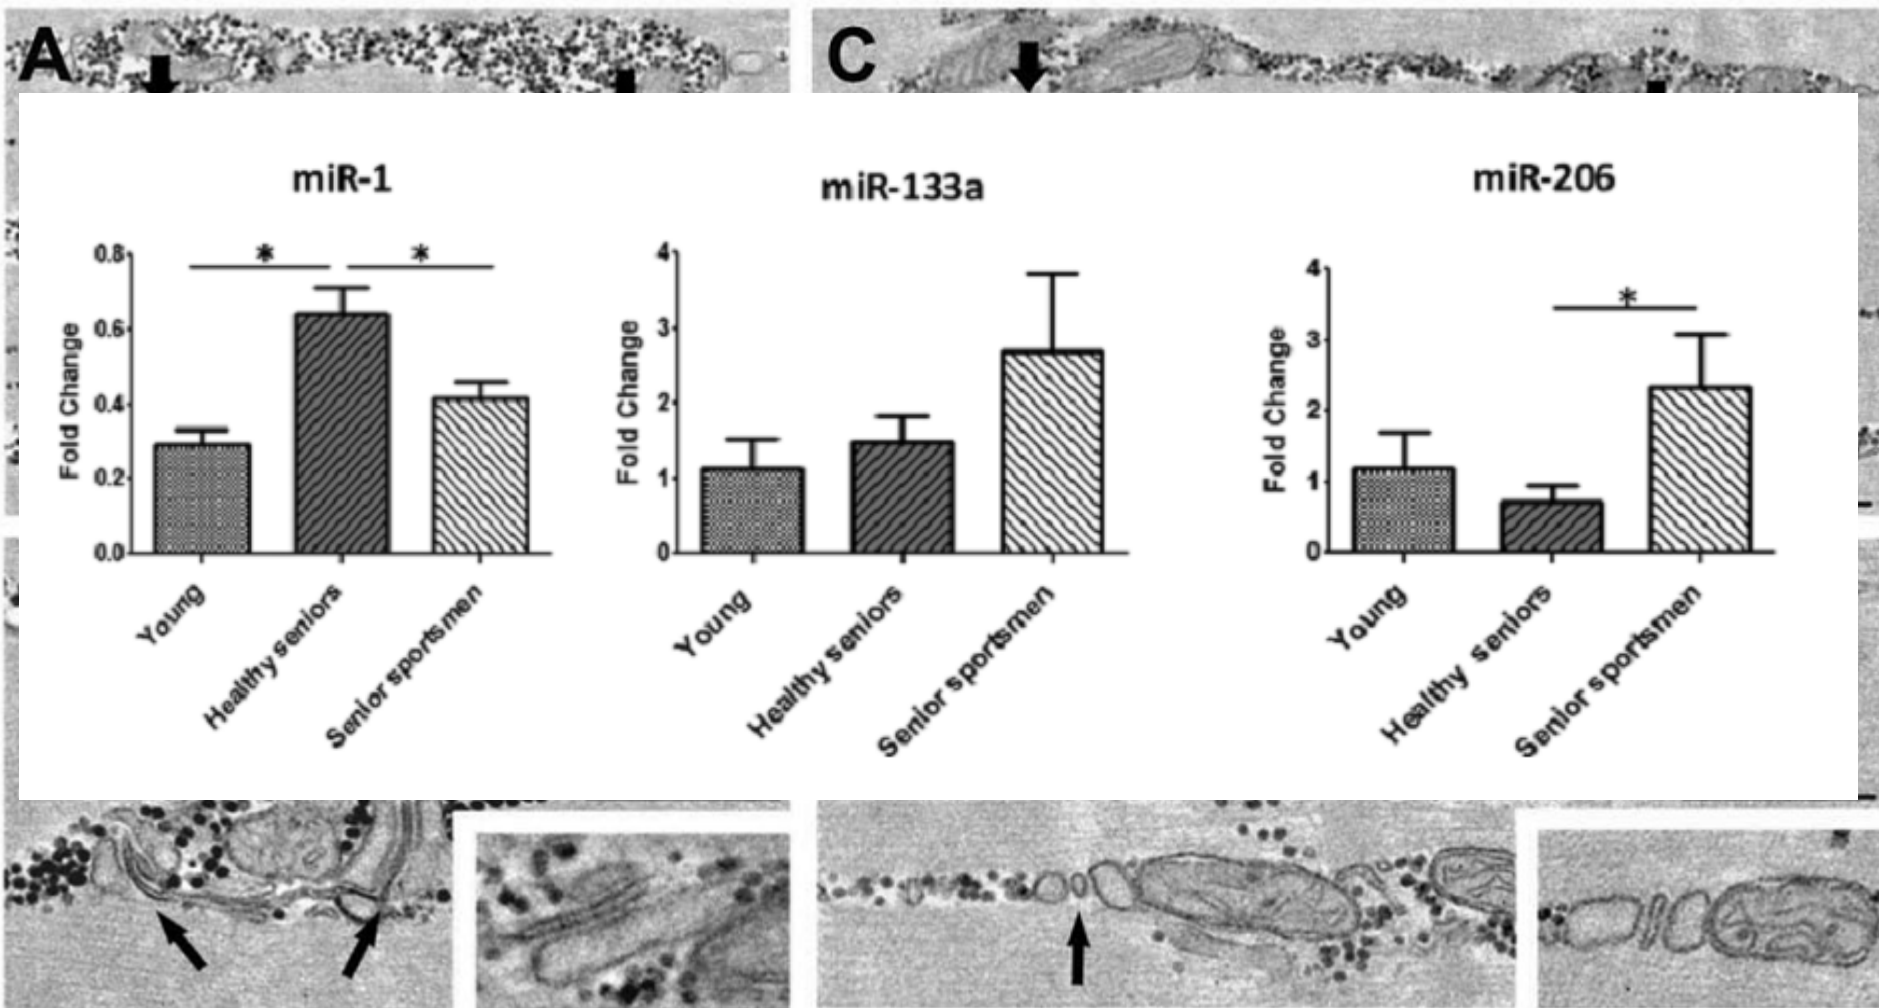 A
C
miR-1
0.8
0.6
0.4
0.2
0.0
Fold Change
*
*
Young
Healthy seniors
Senior sportsmen
miR-133a
4
3
2
1
0
Fold Change
Young
Healthy seniors
Senior sportsmen
miR-206
4
3
2
1
0
Fold Change
*
Young
Healthy seniors
Senior sportsmen